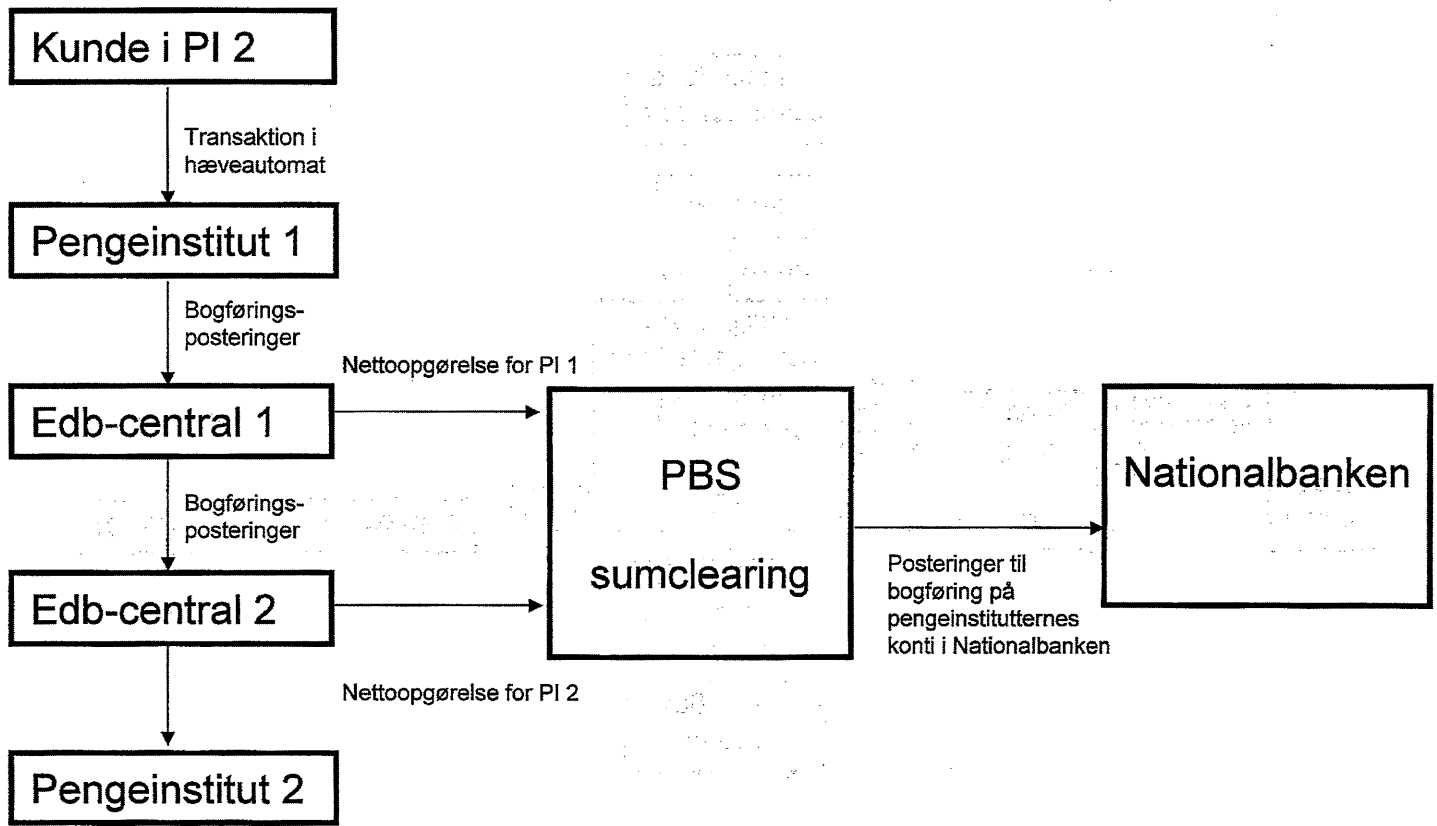 Kunde i PI 2
Transaktion i
hæveautomat
Pengeinstitut 1
Bogførings-
posteringer
Nettoopgørelse for PI 1
Edb-central 1
PBS
sumclearing
Nationalbanken
Bogførings-
posteringer
Posteringer til
bogføring på
pengeinstitutternes
konti i Nationalbanken
Edb-central 2
Nettoopgørelse for PI 2
Pengeinstitut 2